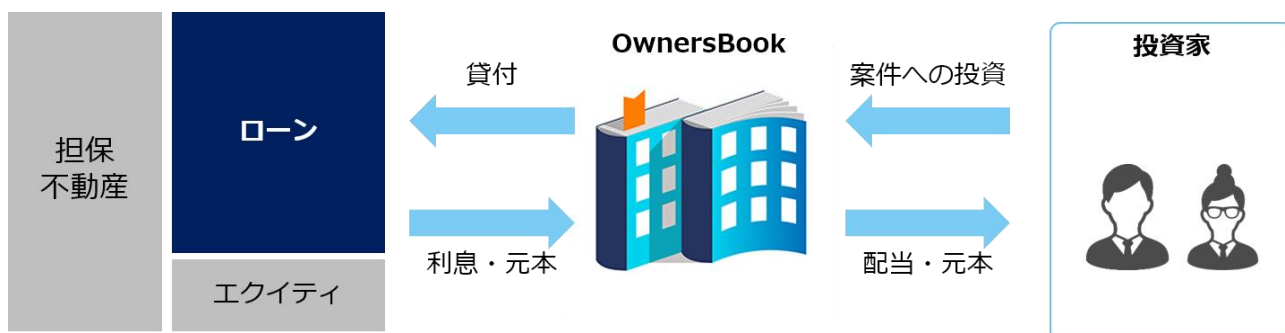 担保
不動産
ローン
エクイティ
貸付
利息・元本
OwnersBook
案件への投資
配当・元本
投資家